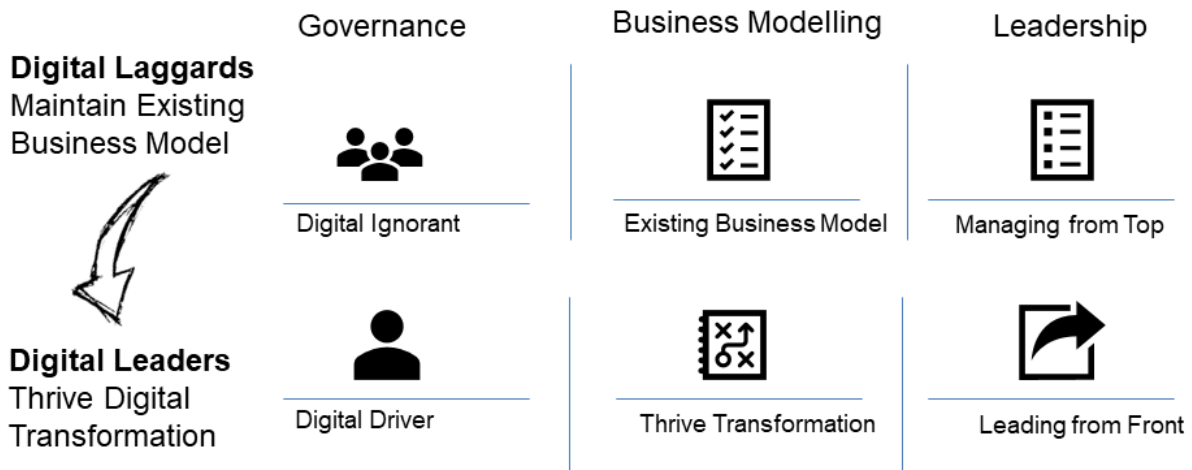 Governance
Business Modelling
Leadership
Digital Laggards
Maintain Existing
Business Model
Digital Ignorant
Existing Business Model
Managing from Top
Digital Leaders
Thrive Digital
Transformation
Digital Driver
Thrive Transformation
Leading from Front